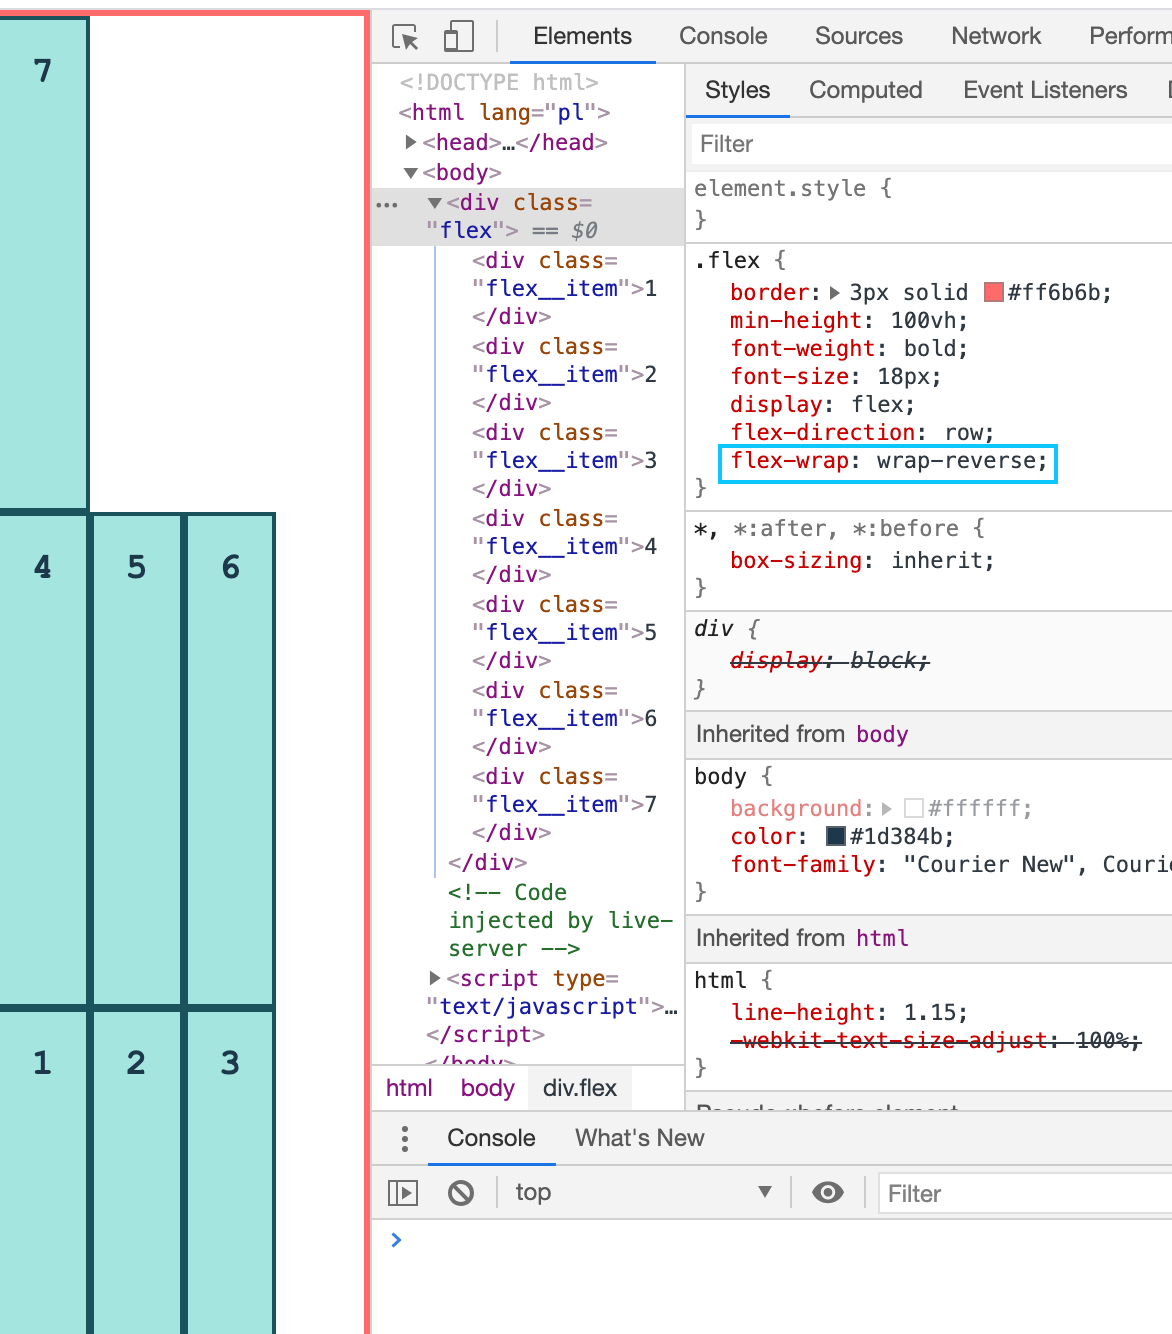 7
4 5 6
1 2 3
Elements Console Sources Network Perform
<!DOCTYPE html>
<html lang="pl">
<head>…</head>
<body>
<div class=
"flex"> == $0
<div class=
"flex__item">1
</div>
<div class=
"flex__item">2
</div>
<div class=
"flex__item">3
</div>
<div class=
"flex__item">4
</div>
<div class=
"flex__item">5
</div>
<div class=
"flex__item">6
</div>
<div class=
"flex__item">7
</div>
</div>
<!-- Code
injected by live-
server -->
<script type=
"text/javascript">…
</script>
</body>
html body div.flex
Styles Computed Event Listeners
Filter
element.style {
}
.flex {
border: 3px solid #ff6b6b;
min-height: 100vh;
font-weight: bold;
font-size: 18px;
display: flex;
flex-direction: row;
flex-wrap: wrap-reverse;
}
*, *:after, *:before {
box-sizing: inherit;
}
div {
display: block;
}
Inherited from body
body {
background: #ffffff;
color: #1d384b;
font-family: "Courier New", Courie
}
Inherited from html
html {
line-height: 1.15;
-webkit-text-size-adjust: 100%;
}
Pseudo ::before element
Console What's New
top Filter